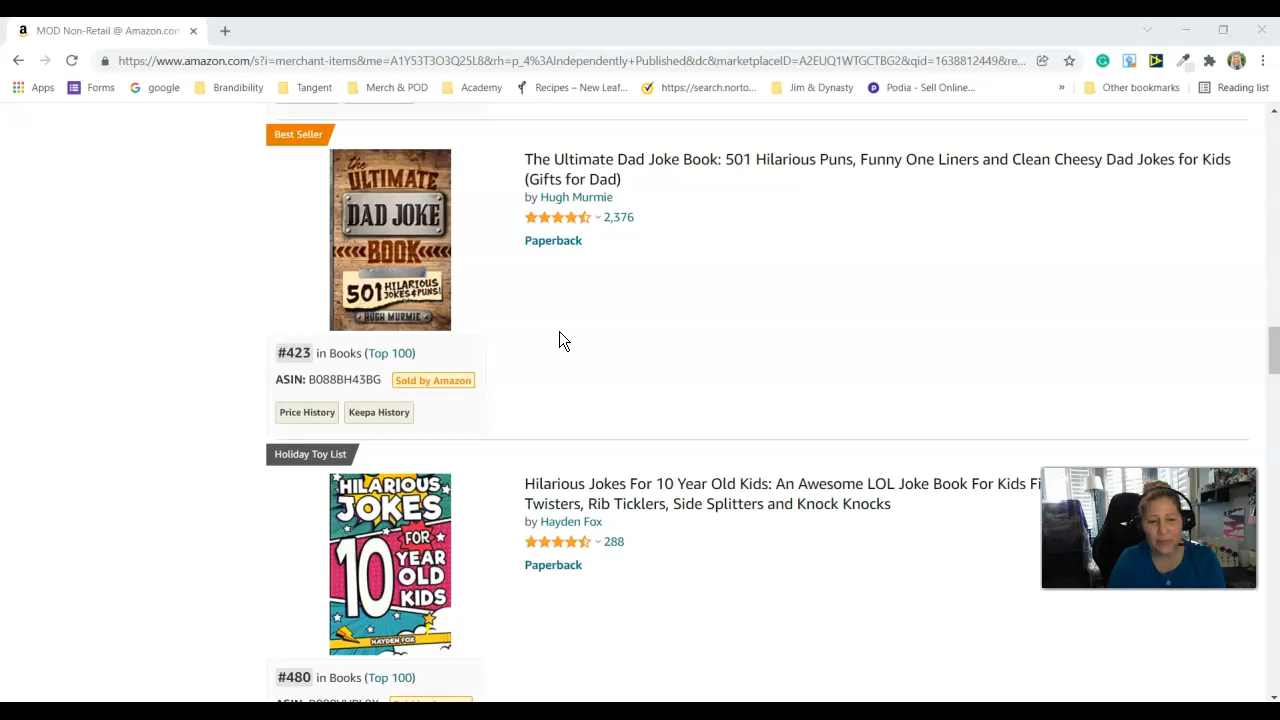 MOD Non-Retail @ Amazon.com
https://www.amazon.com/s?i=merchant-items&me=A1Y53T3O33Q25L8&rh=p_4%3AIndependently+Published&dc&marketplaceID=A2EUQ1WTGCTBG2&qid=1638812449&re...
Apps Forms google Brandibility Tangent Merch & POD Academy Recipes – New Leaf... https://search.norto... Jim & Dynasty Podia - Sell Online... » Other bookmarks Reading list
Best Seller
the
ULTIMATE
DAD JOKE
BOOK
501 HILARIOUS
JOKES & PUNS!
HUGH MURMIE
The Ultimate Dad Joke Book: 501 Hilarious Puns, Funny One Liners and Clean Cheesy Dad Jokes for Kids
(Gifts for Dad)
by Hugh Murmie
2,376
Paperback
#423 in Books (Top 100)
ASIN: B088BH43BG Sold by Amazon
Price History Keepa History
Holiday Toy List
HILARIOUS
JOKES
FOR
10 YEAR
OLD
KIDS
HAYDEN FOX
Hilarious Jokes For 10 Year Old Kids: An Awesome LOL Joke Book For Kids Fi
Twisters, Rib Ticklers, Side Splitters and Knock Knocks
by Hayden Fox
288
Paperback
#480 in Books (Top 100)